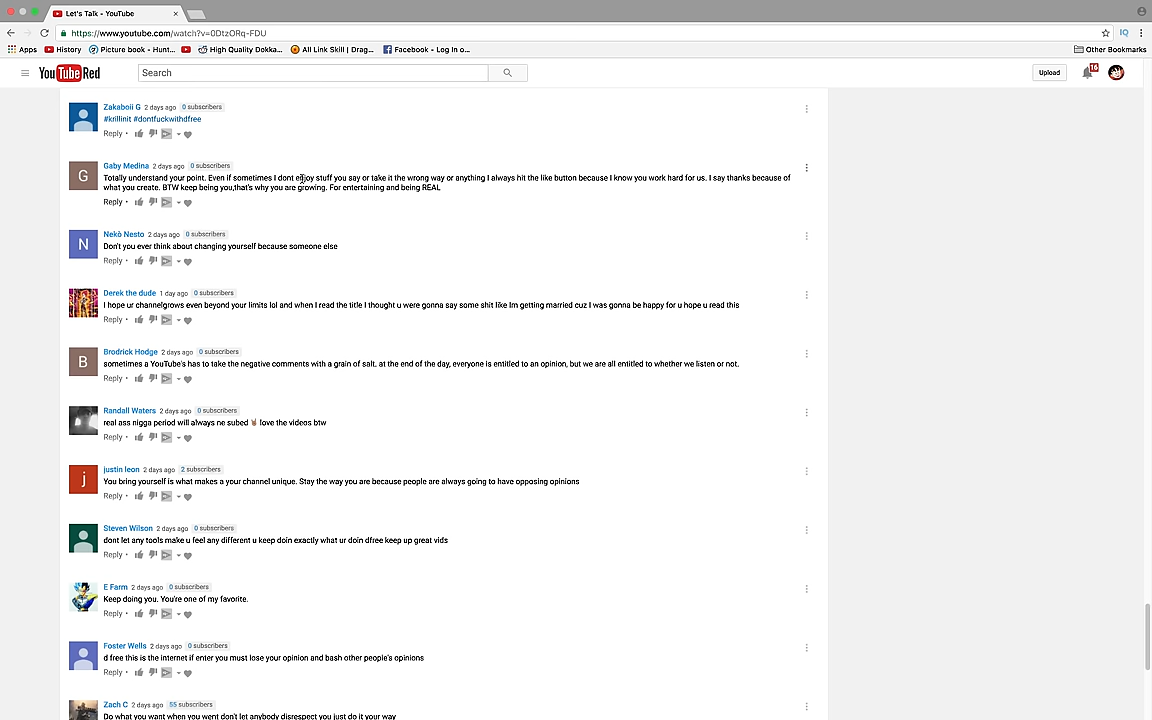 Let's Talk - YouTube
https://www.youtube.com/watch?v=0DtzORq-FDU
Apps History Picture book - Hunt... High Quality Dokka... All Link Skill | Drag... Facebook - Log In o... Other Bookmarks
YouTube Red Search Upload 16
Zakaboii G 2 days ago 0 subscribers
#krillinit #dontfuckwithdfree
Reply •
Gaby Medina 2 days ago 0 subscribers
Totally understand your point. Even if sometimes I dont enjoy stuff you say or take it the wrong way or anything I always hit the like button because I know you work hard for us. I say thanks because of
what you create. BTW keep being you,that's why you are growing. For entertaining and being REAL
Reply •
Nekò Nesto 2 days ago 0 subscribers
Don't you ever think about changing yourself because someone else
Reply •
Derek the dude 1 day ago 0 subscribers
I hope ur channelgrows even beyond your limits lol and when I read the title I thought u were gonna say some shit like Im getting married cuz I was gonna be happy for u hope u read this
Reply •
B
Brodrick Hodge 2 days ago 0 subscribers
sometimes a YouTube's has to take the negative comments with a grain of salt. at the end of the day, everyone is entitled to an opinion, but we are all entitled to whether we listen or not.
Reply •
Randall Waters 2 days ago 0 subscribers
real ass nigga period will always ne subed 🤘🏽 love the videos btw
Reply •
justin leon 2 days ago 2 subscribers
You bring yourself is what makes a your channel unique. Stay the way you are because people are always going to have opposing opinions
Reply •
Steven Wilson 2 days ago 0 subscribers
dont let any tools make u feel any different u keep doin exactly what ur doin dfree keep up great vids
Reply •
E Farm 2 days ago 0 subscribers
Keep doing you. You're one of my favorite.
Reply •
Foster Wells 2 days ago 0 subscribers
d free this is the internet if enter you must lose your opinion and bash other people's opinions
Reply •
Zach C 2 days ago 55 subscribers
Do what you want when you went don't let anybody disrespect you just do it your way